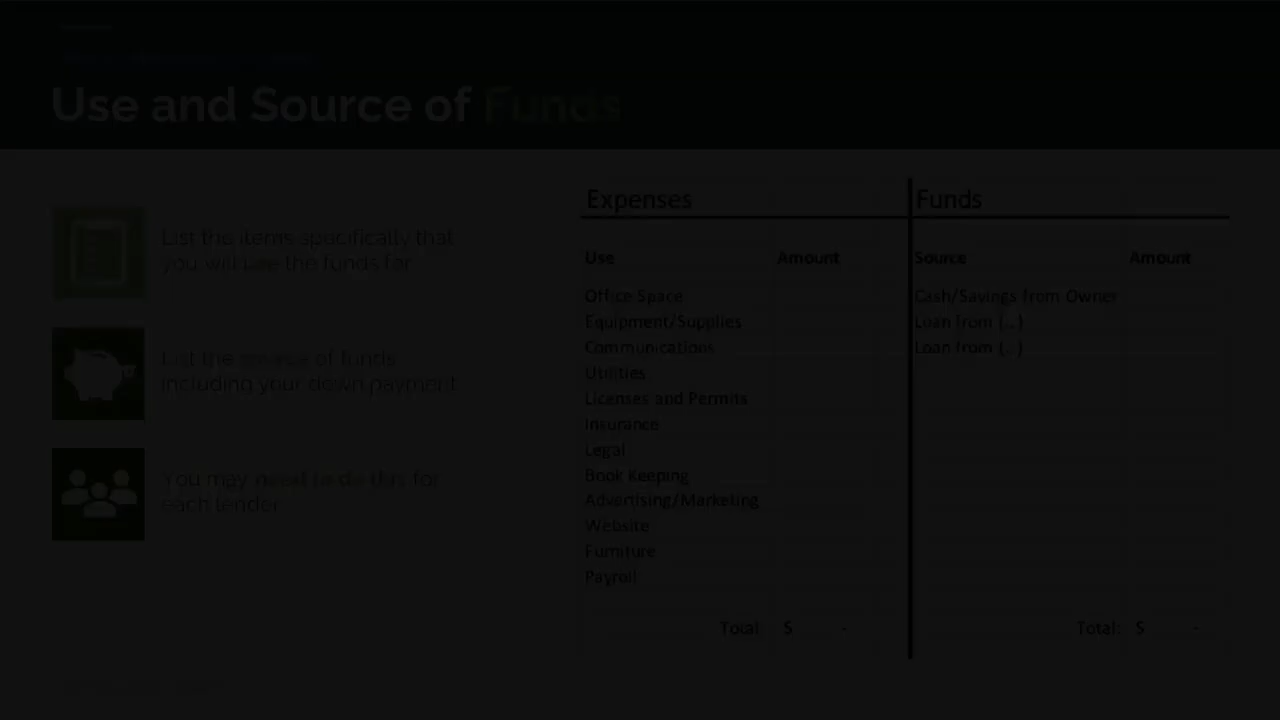 Use and Source of Funds
List the items specifically that
you will use the funds for
List the source of funds
including your down payment
You may need to do this for
each lender
Expenses
Funds
Use Amount
Source Amount
Office Space
Equipment/Supplies
Communications
Utilities
Licenses and Permits
Insurance
Legal
Book Keeping
Advertising/Marketing
Website
Furniture
Payroll
Total: $ -
Cash/Savings from Owner
Loan from (...)
Loan from (...)
Total: $ -